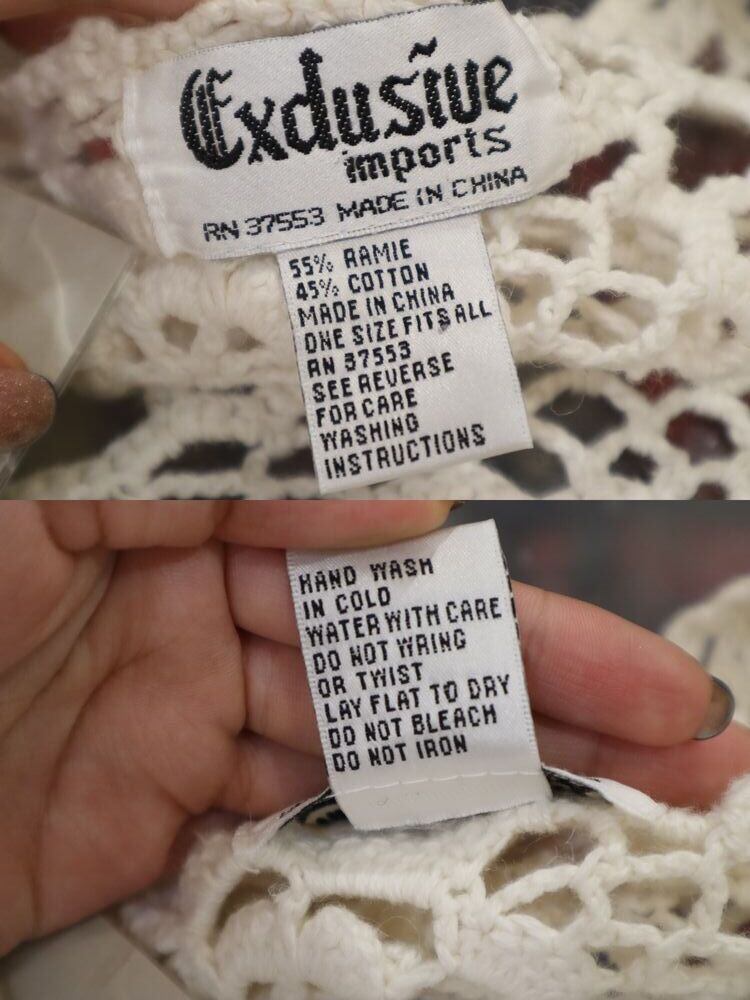 Exclusive
imports
RN 37553 MADE IN CHINA
55% RAMIE
45% COTTON
MADE IN CHINA
ONE SIZE FITS ALL
RN 37553
SEE REVERSE
FOR CARE
WASHING
INSTRUCTIONS
HAND WASH
IN COLD
WATER WITH CARE
DO NOT WRING
OR TWIST
LAY FLAT TO DRY
DO NOT BLEACH
DO NOT IRON